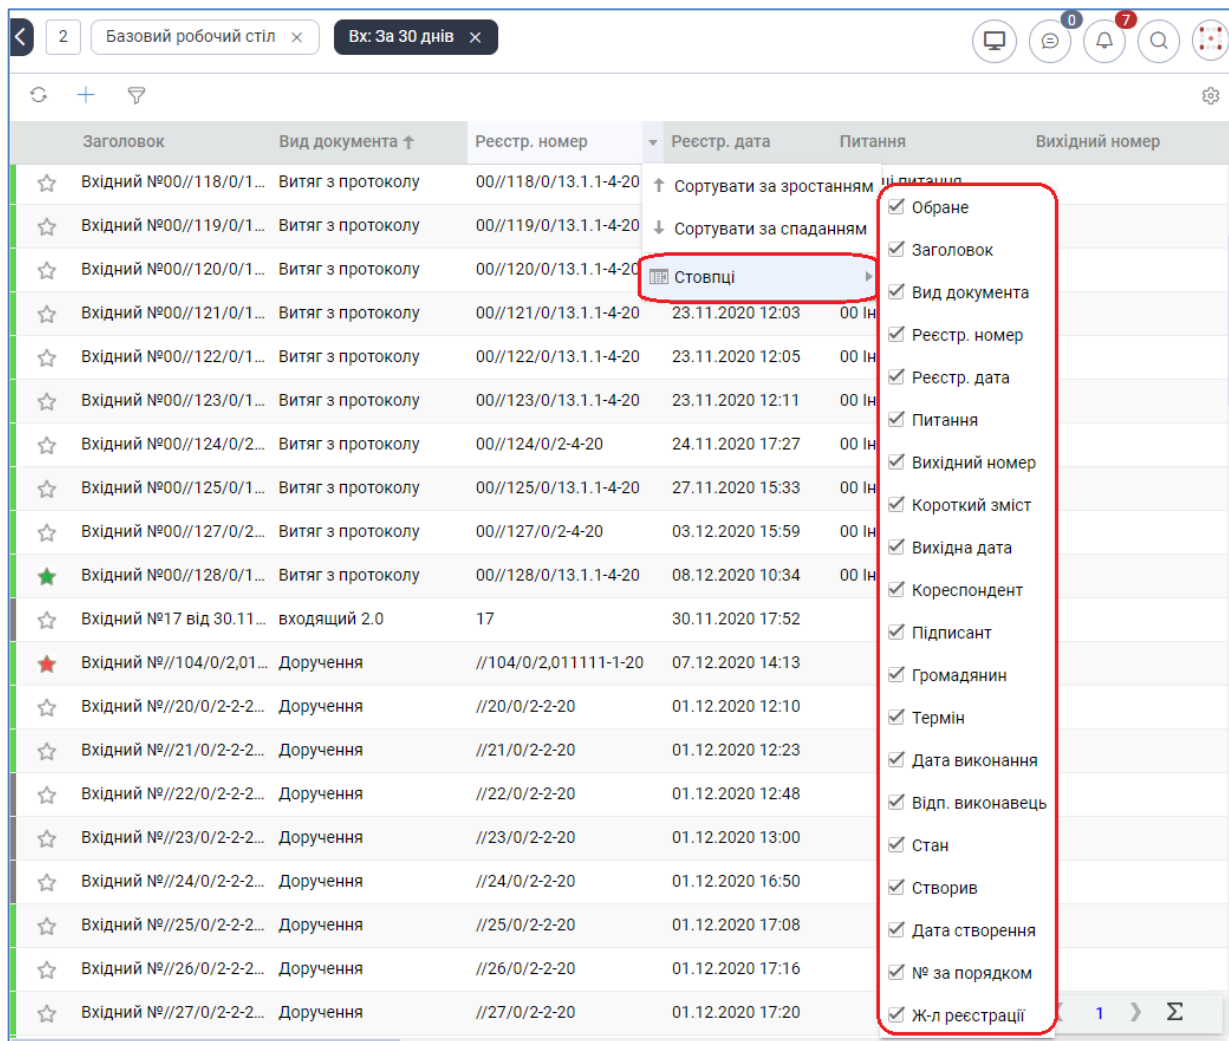 2 Базовий робочий стіл × Вх: За 30 днів × 0 7
Заголовок Вид документа ↑ Реєстр. номер Реєстр. дата Питання Вихідний номер
Вхідний №00//118/0/1... Витяг з протоколу 00//118/0/13.1.1-4-20 питання
Сортувати за зростанням
Обране
Вхідний №00//119/0/1... Витяг з протоколу 00//119/0/13.1.1-4-20
Сортувати за спаданням
Заголовок
Вхідний №00//120/0/1... Витяг з протоколу 00//120/0/13.1.1-4-20
Стовпці
Вид документа
Вхідний №00//121/0/1... Витяг з протоколу 00//121/0/13.1.1-4-20 23.11.2020 12:03 00 Ін
Реєстр. номер
Вхідний №00//122/0/1... Витяг з протоколу 00//122/0/13.1.1-4-20 23.11.2020 12:05 00 Ін
Реєстр. дата
Вхідний №00//123/0/1... Витяг з протоколу 00//123/0/13.1.1-4-20 23.11.2020 12:11 00 Ін
Питання
Вхідний №00//124/0/2... Витяг з протоколу 00//124/0/2-4-20 24.11.2020 17:27 00 Ін
Вихідний номер
Вхідний №00//125/0/1... Витяг з протоколу 00//125/0/13.1.1-4-20 27.11.2020 15:33 00 Ін
Короткий зміст
Вхідний №00//127/0/2... Витяг з протоколу 00//127/0/2-4-20 03.12.2020 15:59 00 Ін
Вихідна дата
Вхідний №00//128/0/1... Витяг з протоколу 00//128/0/13.1.1-4-20 08.12.2020 10:34 00 Ін
Кореспондент
Вхідний №17 від 30.11... входящий 2.0 17 30.11.2020 17:52
Підписант
Вхідний №//104/0/2,01... Доручення //104/0/2,011111-1-20 07.12.2020 14:13
Громадянин
Вхідний №//20/0/2-2-2... Доручення //20/0/2-2-20 01.12.2020 12:10
Термін
Вхідний №//21/0/2-2-2... Доручення //21/0/2-2-20 01.12.2020 12:23
Дата виконання
Вхідний №//22/0/2-2-2... Доручення //22/0/2-2-20 01.12.2020 12:48
Відп. виконавець
Вхідний №//23/0/2-2-2... Доручення //23/0/2-2-20 01.12.2020 13:00
Стан
Вхідний №//24/0/2-2-2... Доручення //24/0/2-2-20 01.12.2020 16:50
Створив
Вхідний №//25/0/2-2-2... Доручення //25/0/2-2-20 01.12.2020 17:08
Дата створення
Вхідний №//26/0/2-2-2... Доручення //26/0/2-2-20 01.12.2020 17:16
№ за порядком
Вхідний №//27/0/2-2-2... Доручення //27/0/2-2-20 01.12.2020 17:20
Ж-л реєстрації 1 Σ